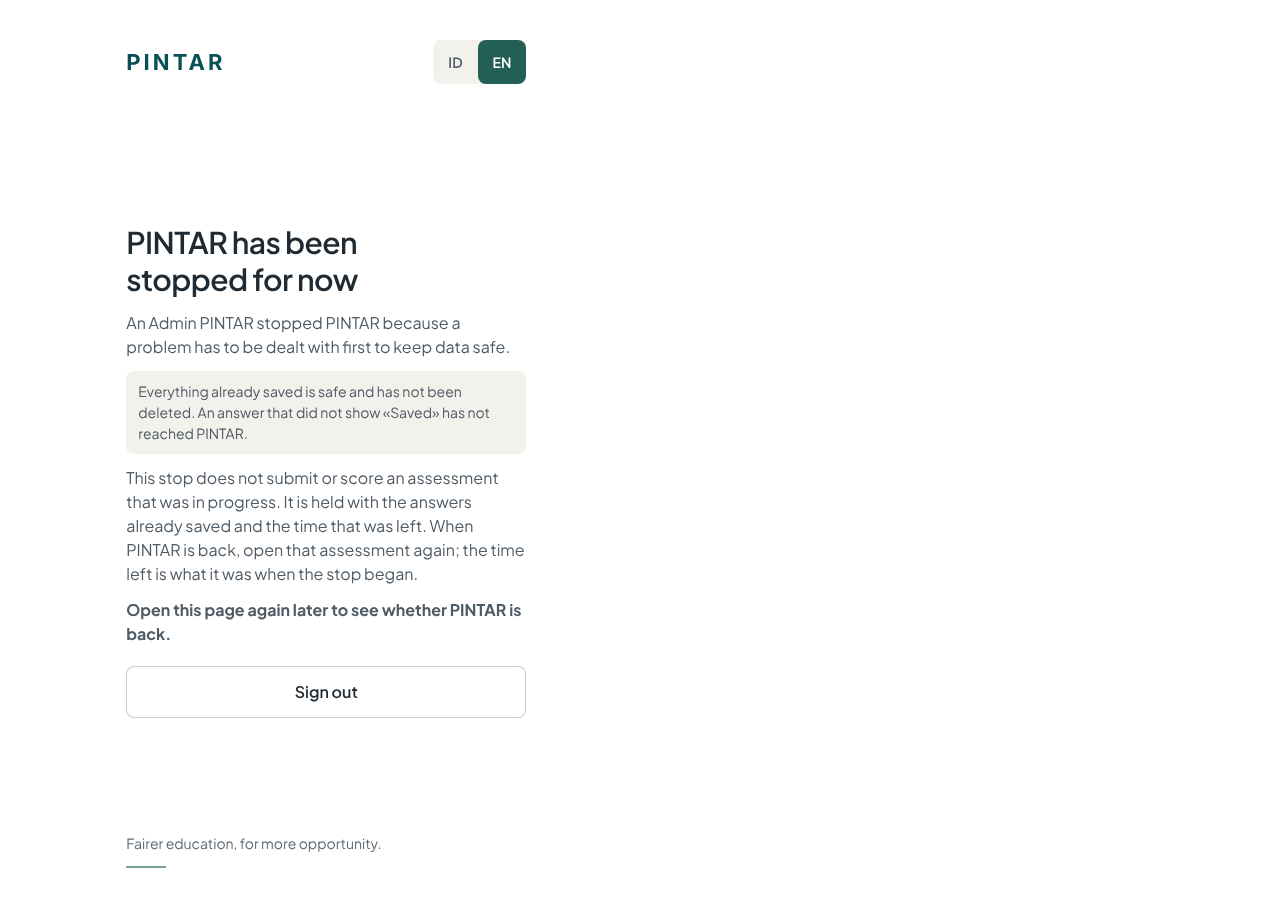 PINTAR
ID EN
PINTAR has been
stopped for now
An Admin PINTAR stopped PINTAR because a
problem has to be dealt with first to keep data safe.
Everything already saved is safe and has not been
deleted. An answer that did not show «Saved» has not
reached PINTAR.
This stop does not submit or score an assessment
that was in progress. It is held with the answers
already saved and the time that was left. When
PINTAR is back, open that assessment again; the time
left is what it was when the stop began.
Open this page again later to see whether PINTAR is
back.
Sign out
Fairer education, for more opportunity.